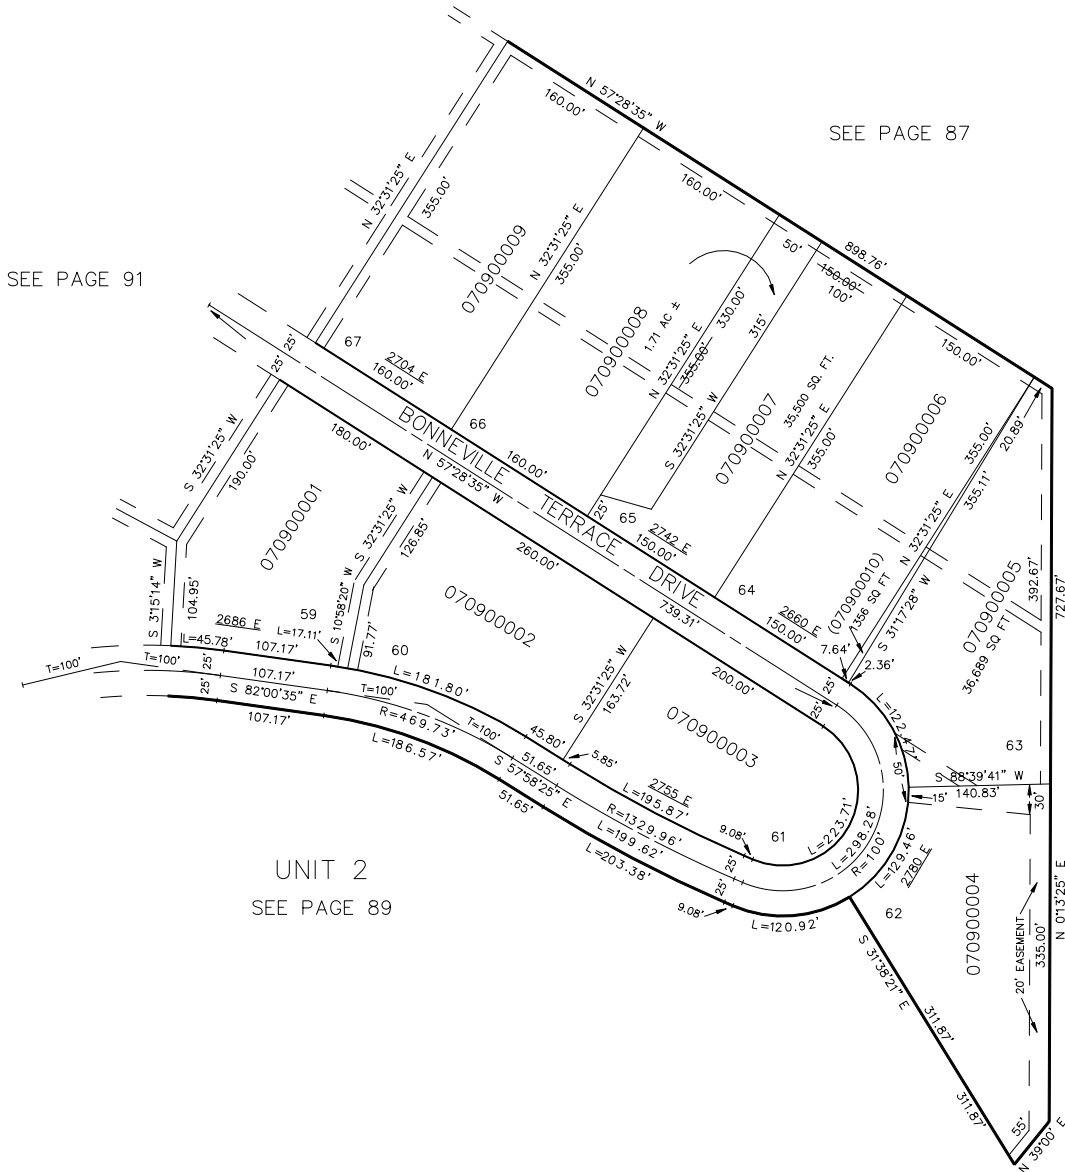 N 57°28'35" W
160.00'
SEE PAGE 87
N 32°31'25" E
355.00'
160.00'
070900009
N 32°31'25" E
355.00'
50'
898.76'
150.00'
100'
SEE PAGE 91
070900008
1.71 AC ±
330.00'
315'
N 32°31'25" E
355.00'
150.00'
25'
25'
67
2704 E
160.00'
S 32°31'25" W
070900007
35,500 SQ. FT.
N 32°31'25" E
355.00'
070900006
355.00'
20.89'
355.11'
66
BONNEVILLE TERRACE DRIVE
N 57°28'35" W
180.00'
160.00'
S 32°31'25" W
190.00'
070900001
25'
65
2742 E
150.00'
N 32°31'25" E
S 31°17'28" W
S 32°31'25" W
126.85'
260.00'
739.31'
64
2660 E
150.00'
(070900010)
1356 SQ FT
070900005
36,689 SQ FT
392.67'
727.67'
S 3°15'14" W
104.95'
2686 E
59
S 10°58'20" W
91.77'
60
070900002
7.64'
2.36'
L=45.78'
107.17'
L=17.11'
T=100'
T=100'
25'
25'
107.17'
S 82°00'35" E
107.17'
T=100'
L=181.80'
R=469.73'
L=186.57'
S 32°31'25" W
163.72'
200.00'
25'
25'
L=122.47'
63
070900003
T=100'
45.80'
5.85'
51.65'
S 57°58'25" E
51.65'
2755 E
L=195.87'
R=1329.96'
L=199.62'
L=203.38'
50'
S 88°39'41" W
140.83'
15'
30'
9.08'
61
L=223.71'
L=298.28'
R=100'
L=129.46'
2780 E
25'
25'
9.08'
L=120.92'
UNIT 2
SEE PAGE 89
62
070900004
S 31°38'21" E
311.87'
311.87'
20' EASEMENT
335.00'
N 0°13'25" E
55'
N 39°00' E